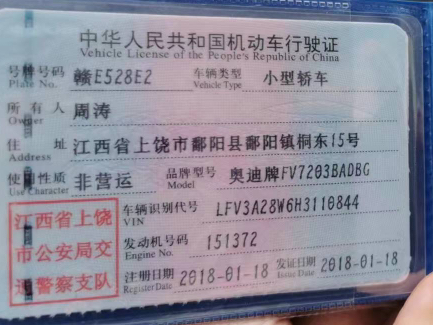 中华人民共和国机动车行驶证
Vehicle License of the People's Republic of China
号牌号码 Plate No. 赣E528E2 车辆类型 Vehicle Type 小型轿车
所有人 Owner 周涛
住址 Address 江西省上饶市鄱阳县鄱阳镇桐东15号
使用性质 Use Character 非营运 品牌型号 Model 奥迪牌FV7203BADBG
车辆识别代号 VIN LFV3A28W6H3110844
发动机号码 Engine No. 151372
注册日期 Register Date 2018-01-18 发证日期 Issue Date 2018-01-18
江西省上饶
市公安局交
通警察支队